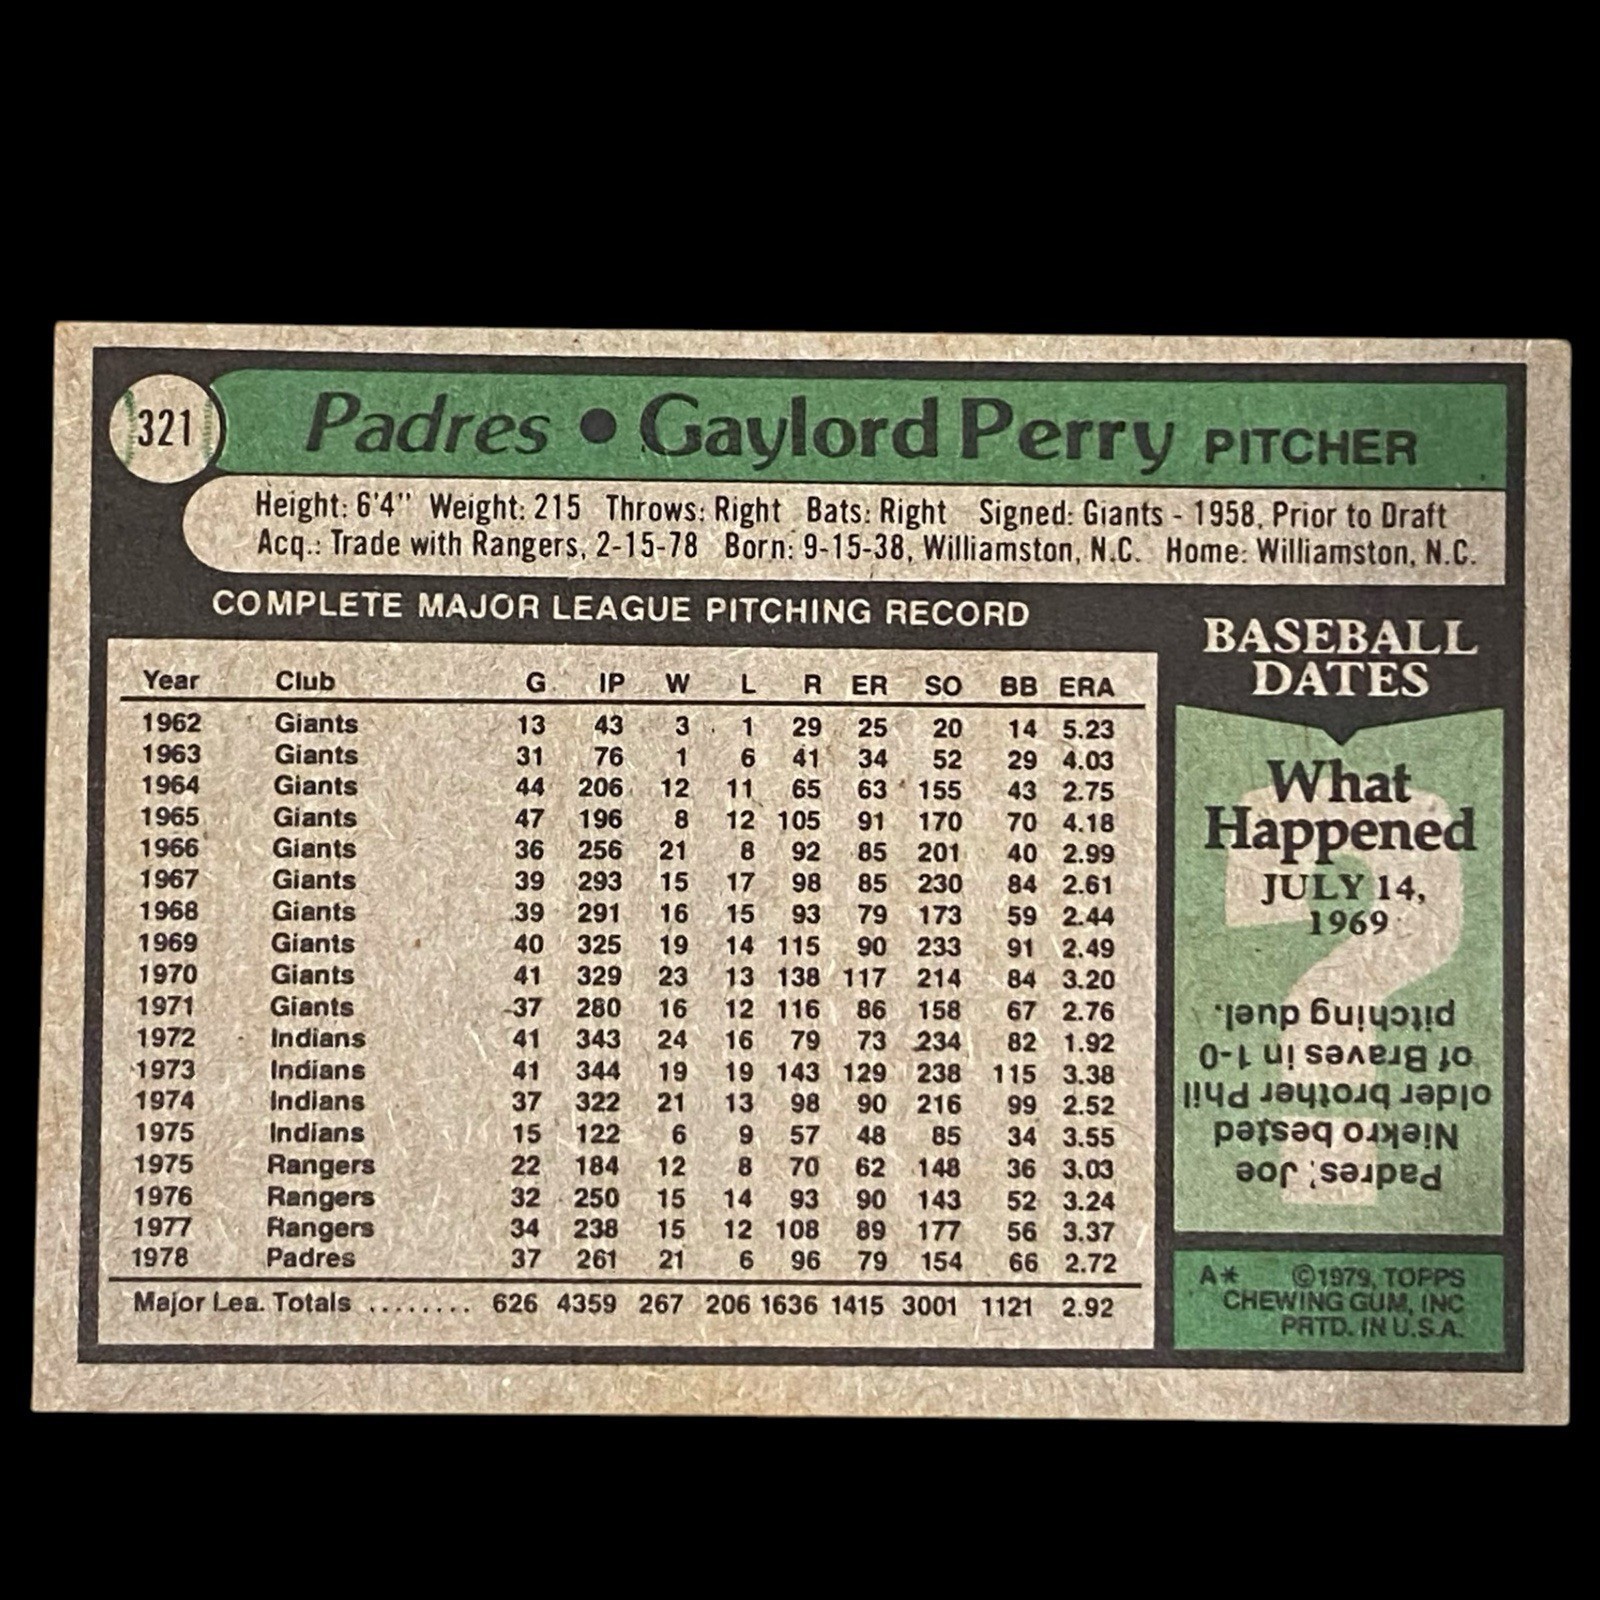 321
Padres • Gaylord Perry PITCHER
Height: 6'4" Weight: 215 Throws: Right Bats: Right Signed: Giants - 1958, Prior to Draft
Acq.: Trade with Rangers, 2-15-78 Born: 9-15-38, Williamston, N.C. Home: Williamston, N.C.
COMPLETE MAJOR LEAGUE PITCHING RECORD
Year Club G IP W L R ER SO BB ERA
1962 Giants 13 43 3 1 29 25 20 14 5.23
1963 Giants 31 76 1 6 41 34 52 29 4.03
1964 Giants 44 206 12 11 65 63 155 43 2.75
1965 Giants 47 196 8 12 105 91 170 70 4.18
1966 Giants 36 256 21 8 92 85 201 40 2.99
1967 Giants 39 293 15 17 98 85 230 84 2.61
1968 Giants 39 291 16 15 93 79 173 59 2.44
1969 Giants 40 325 19 14 115 90 233 91 2.49
1970 Giants 41 329 23 13 138 117 214 84 3.20
1971 Giants 37 280 16 12 116 86 158 67 2.76
1972 Indians 41 343 24 16 79 73 234 82 1.92
1973 Indians 41 344 19 19 143 129 238 115 3.38
1974 Indians 37 322 21 13 98 90 216 99 2.52
1975 Indians 15 122 6 9 57 48 85 34 3.55
1975 Rangers 22 184 12 8 70 62 148 36 3.03
1976 Rangers 32 250 15 14 93 90 143 52 3.24
1977 Rangers 34 238 15 12 108 89 177 56 3.37
1978 Padres 37 261 21 6 96 79 154 66 2.72
Major Lea. Totals ........ 626 4359 267 206 1636 1415 3001 1121 2.92
BASEBALL
DATES
What
Happened
JULY 14,
1969
?
Padres' Joe
Niekro bested
older brother Phil
of Braves in 1-0
pitching duel.
A* ©1979, TOPPS
CHEWING GUM, INC
PRTD. IN U.S.A.